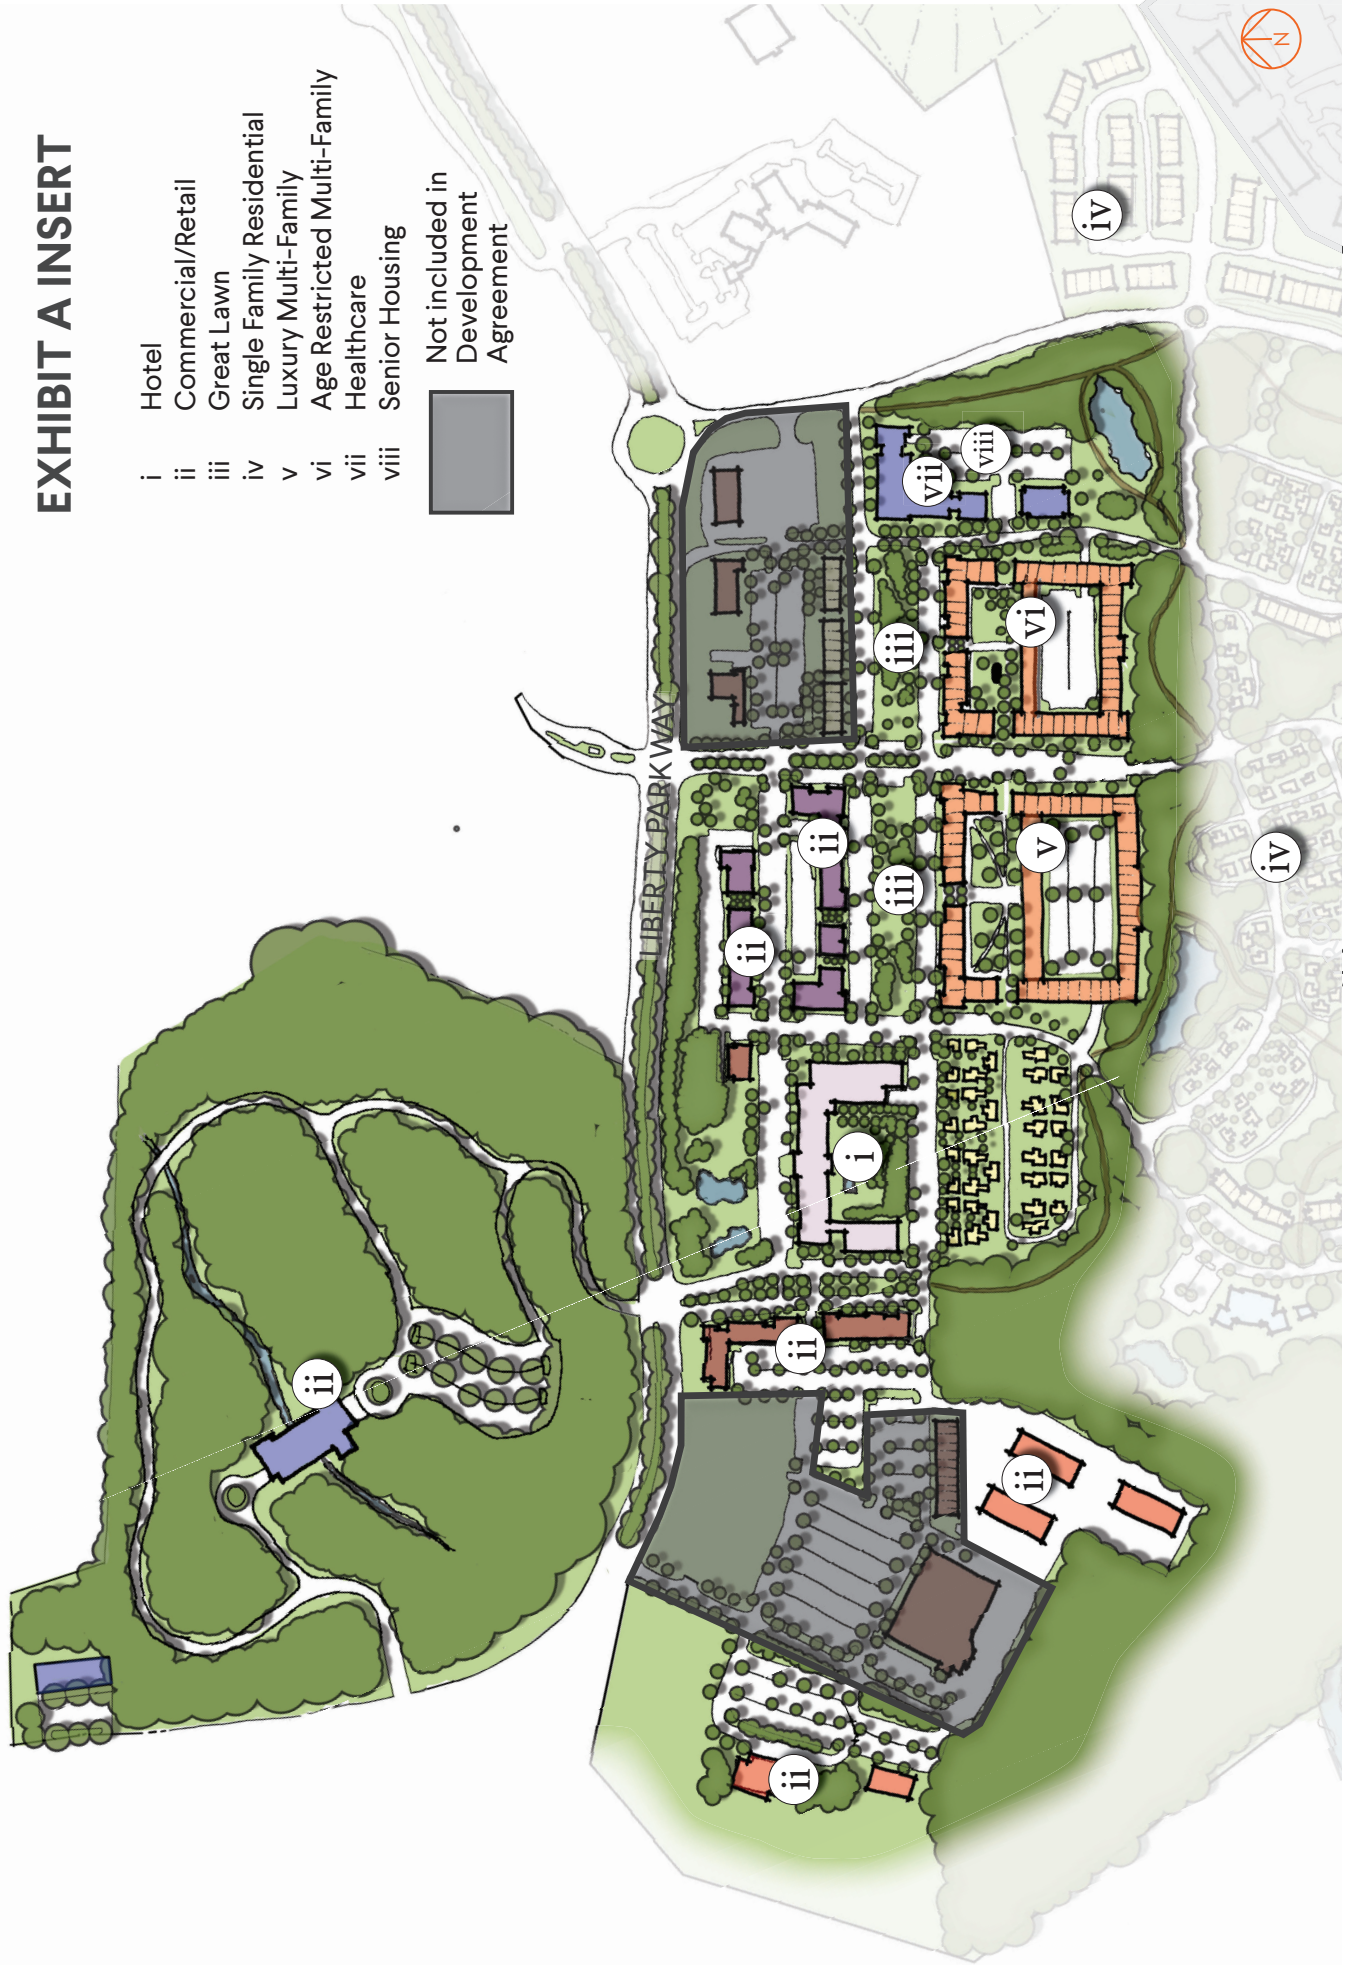 EXHIBIT A INSERT
i Hotel
ii Commercial/Retail
iii Great Lawn
iv Single Family Residential
v Luxury Multi-Family
vi Age Restricted Multi-Family
vii Healthcare
viii Senior Housing
Not included in
Development
Agreement
LIBERTY PARKWAY
ii
ii
ii
ii
ii
ii
i
iii
iii
v
vi
vii
viii
iv
iv
N